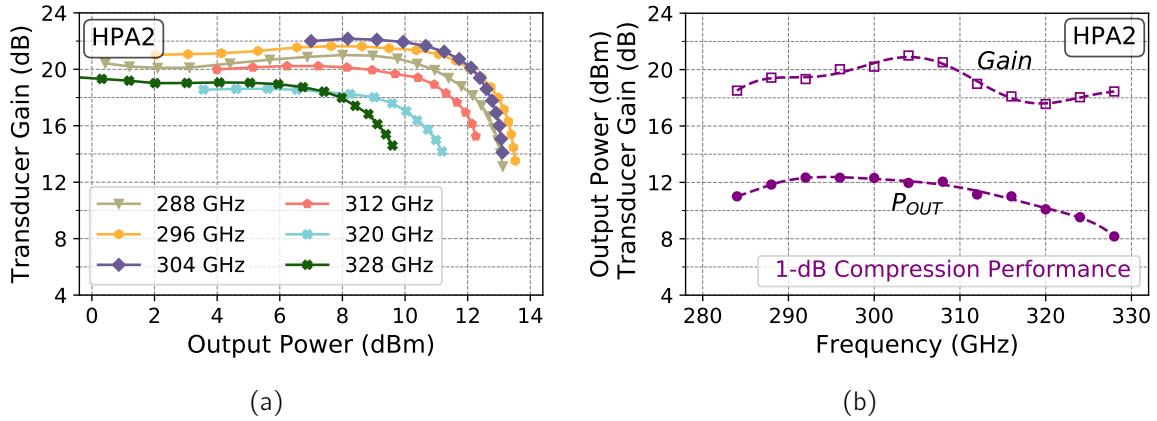 HPA2
Transducer Gain (dB)
24
20
16
12
8
4
288 GHz
296 GHz
304 GHz
312 GHz
320 GHz
328 GHz
0 2 4 6 8 10 12 14
Output Power (dBm)
(a)
HPA2
Output Power (dBm)
Transducer Gain (dB)
24
20
16
12
8
4
Gain
POUT
1-dB Compression Performance
280 290 300 310 320 330
Frequency (GHz)
(b)